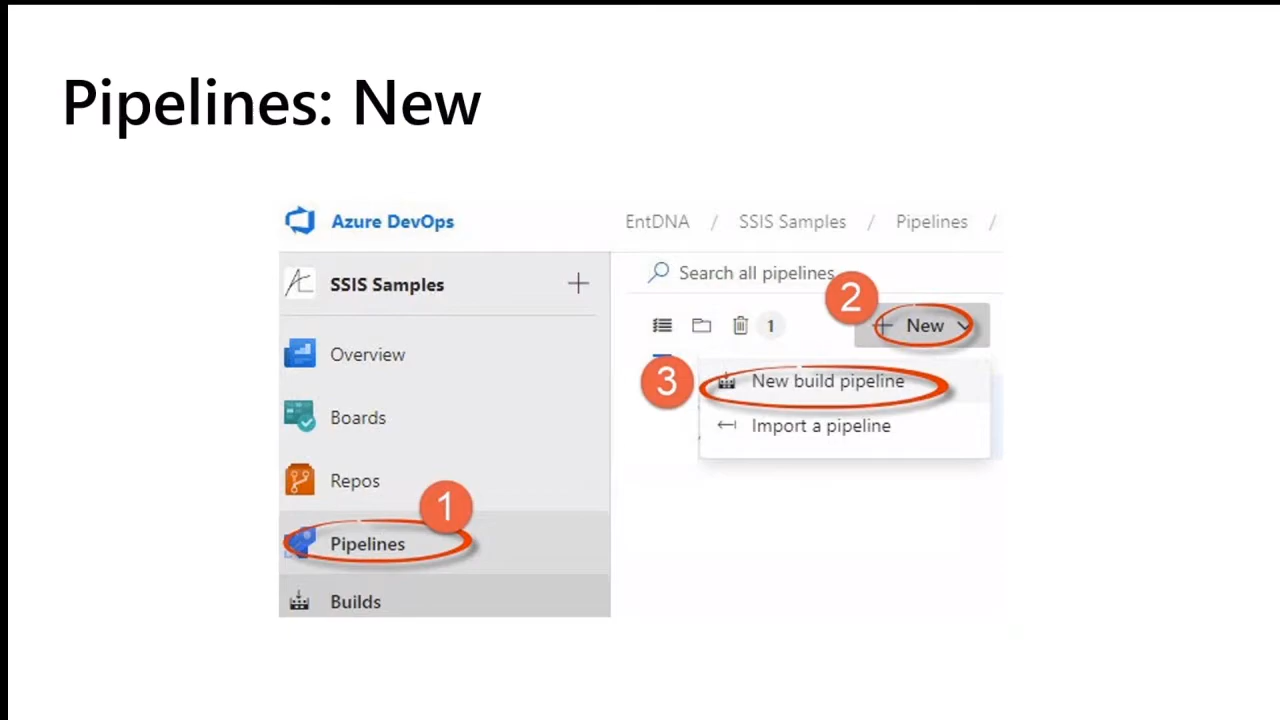 Pipelines: New
Azure DevOps
EntDNA / SSIS Samples / Pipelines /
SSIS Samples
Search all pipelines
1
2
New
Overview
3
New build pipeline
Boards
Import a pipeline
Repos
1
Pipelines
Builds